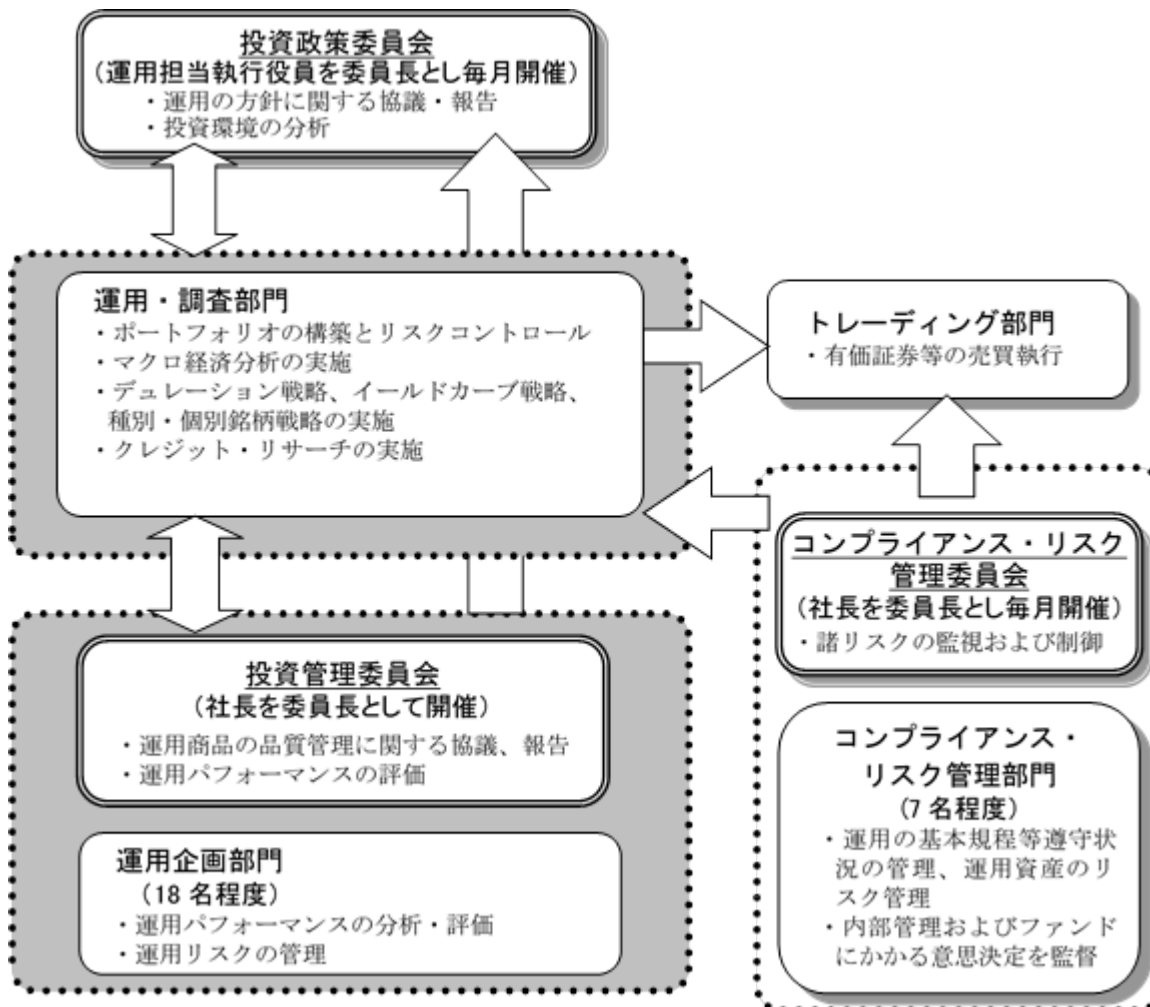 投資政策委員会
(運用担当執行役員を委員長とし毎月開催)
・運用の方針に関する協議・報告
・投資環境の分析
運用・調査部門
・ポートフォリオの構築とリスクコントロール
・マクロ経済分析の実施
・デュレーション戦略、イールドカーブ戦略、
種別・個別銘柄戦略の実施
・クレジット・リサーチの実施
トレーディング部門
・有価証券等の売買執行
コンプライアンス・リスク
管理委員会
(社長を委員長とし毎月開催)
・諸リスクの監視および制御
投資管理委員会
(社長を委員長として開催)
・運用商品の品質管理に関する協議、報告
・運用パフォーマンスの評価
運用企画部門
(18名程度)
・運用パフォーマンスの分析・評価
・運用リスクの管理
コンプライアンス・
リスク管理部門
(7名程度)
・運用の基本規程等遵守状
況の管理、運用資産のリ
スク管理
・内部管理およびファンド
にかかる意思決定を監督